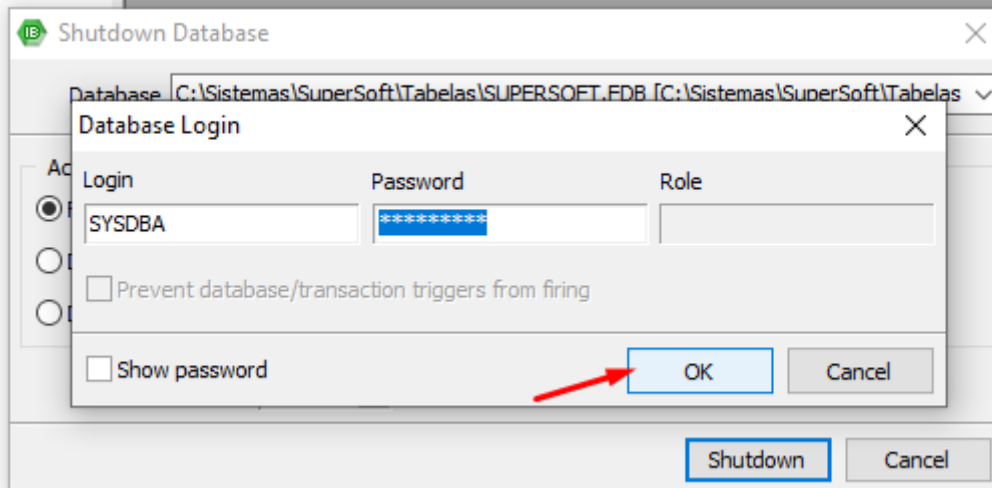 IB Shutdown Database
Database C:\Sistemas\SuperSoft\Tabelas\SUPERSOFT.FDB [C:\Sistemas\SuperSoft\Tabelas
Database Login
Login Password Role
SYSDBA *********
Prevent database/transaction triggers from firing
Show password OK Cancel
Shutdown Cancel